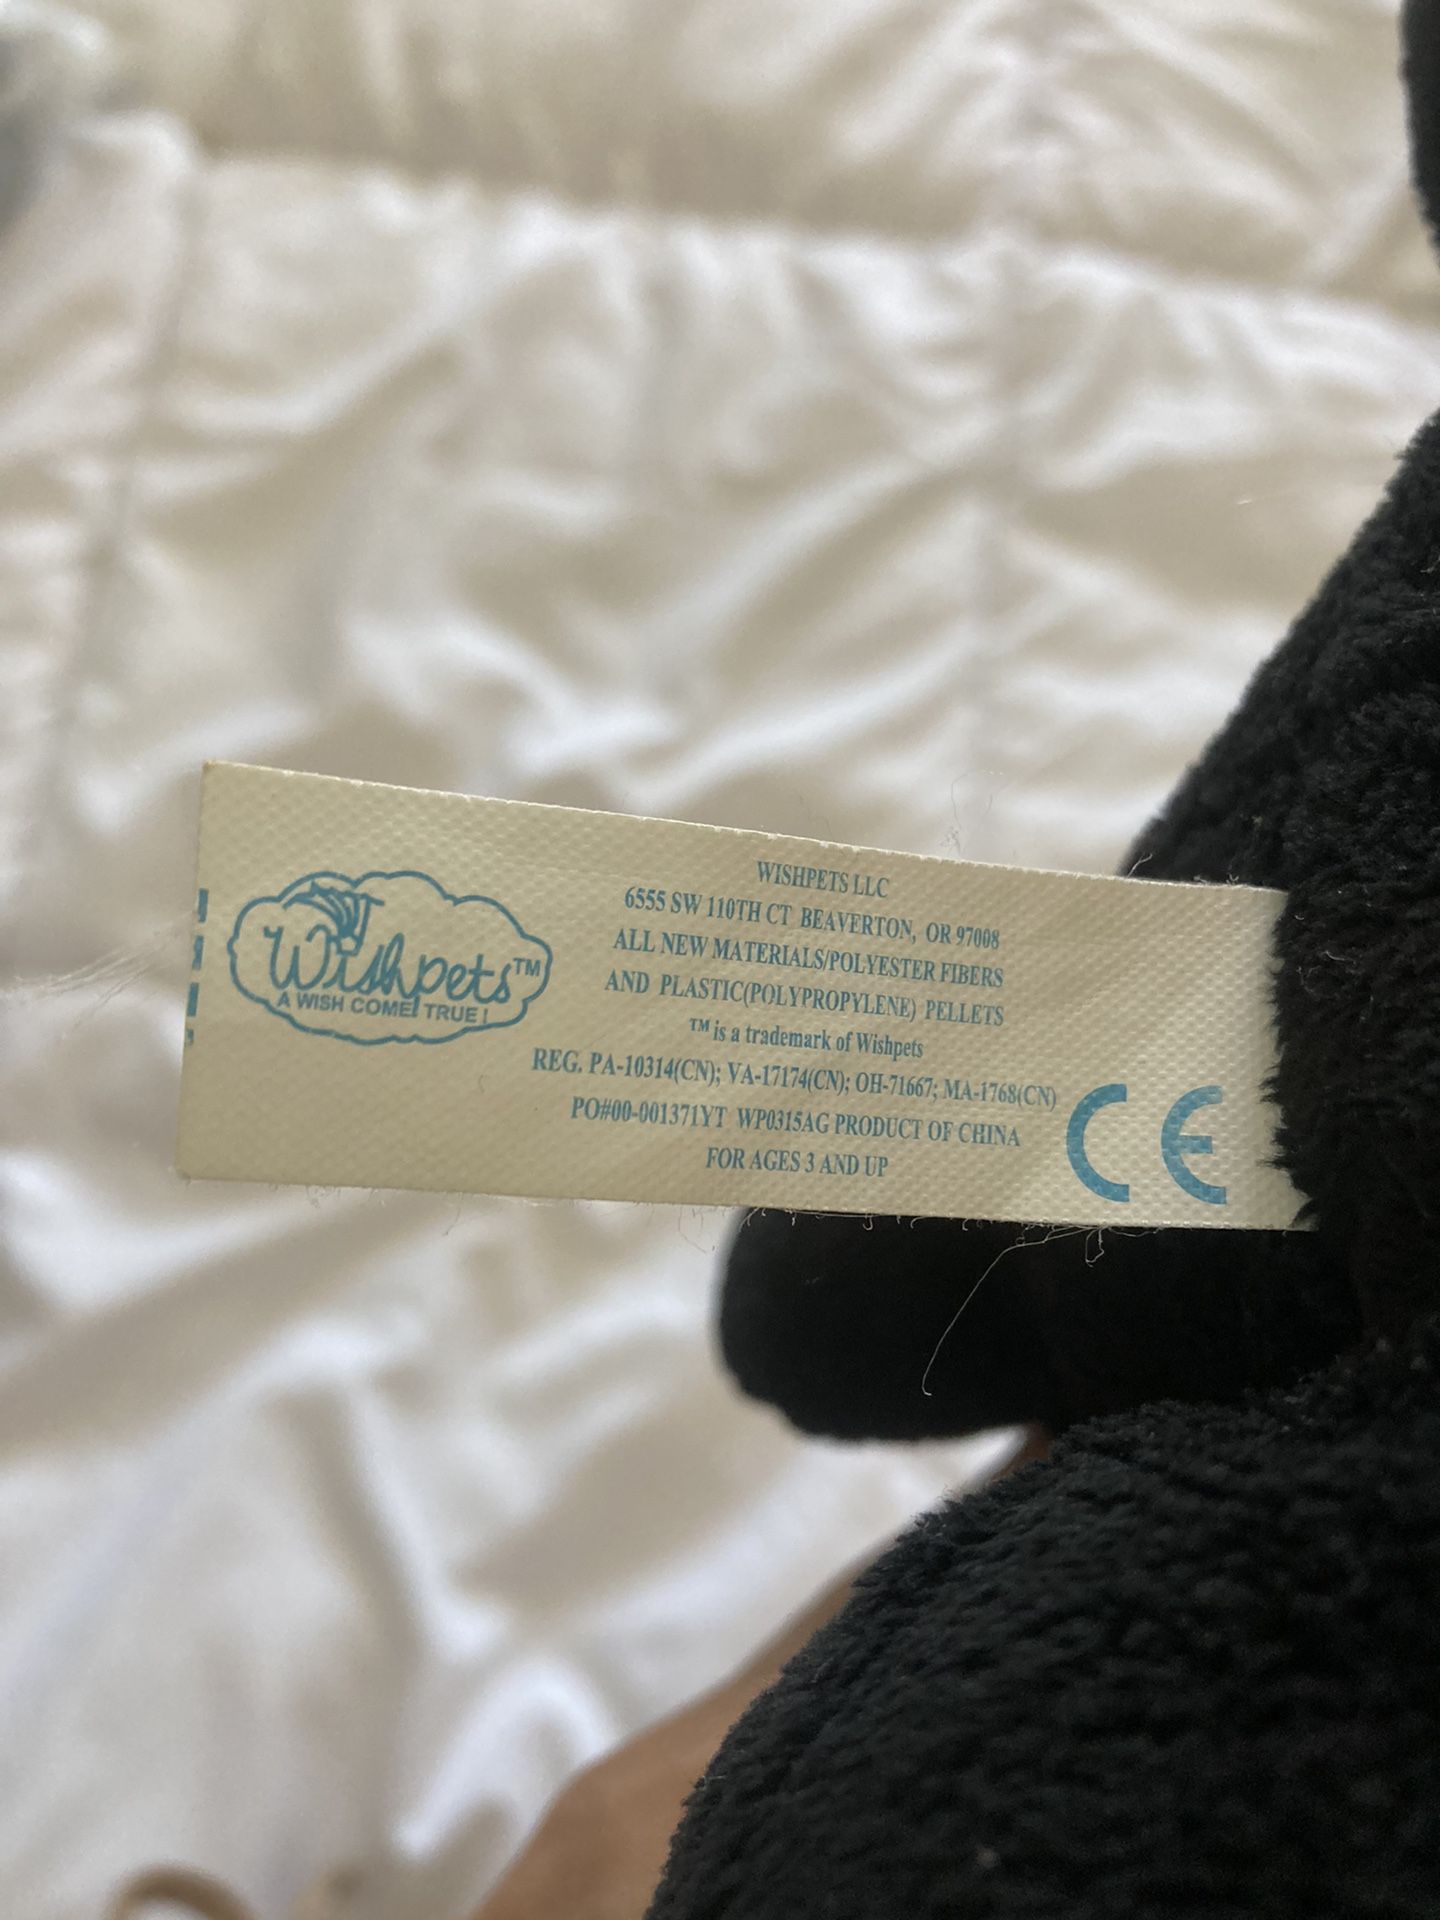 Wishpets™
A WISH COME TRUE!
WISHPETS LLC
6555 SW 110TH CT BEAVERTON, OR 97008
ALL NEW MATERIALS/POLYESTER FIBERS
AND PLASTIC(POLYPROPYLENE) PELLETS
™ is a trademark of Wishpets
REG. PA-10314(CN); VA-17174(CN); OH-71667; MA-1768(CN)
PO#00-001371YT WP0315AG PRODUCT OF CHINA
FOR AGES 3 AND UP
CE